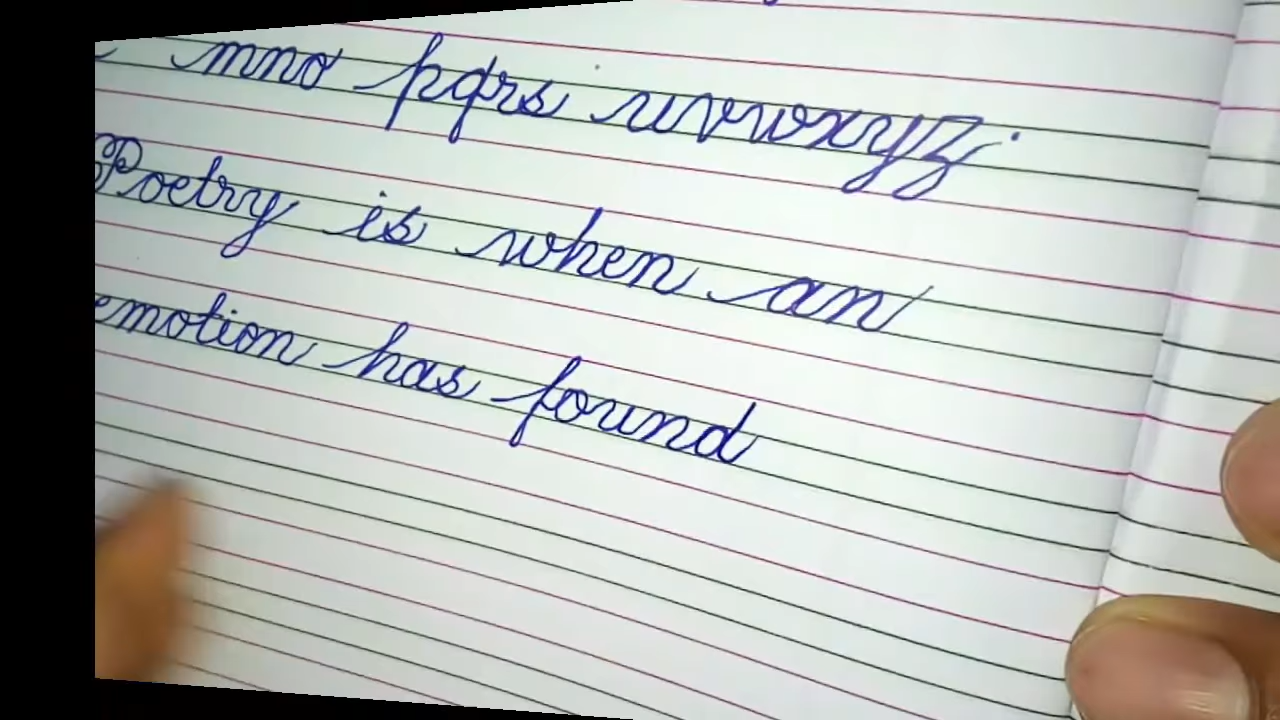 mno pqrs uvwxyz.
Poetry is when an
emotion has found